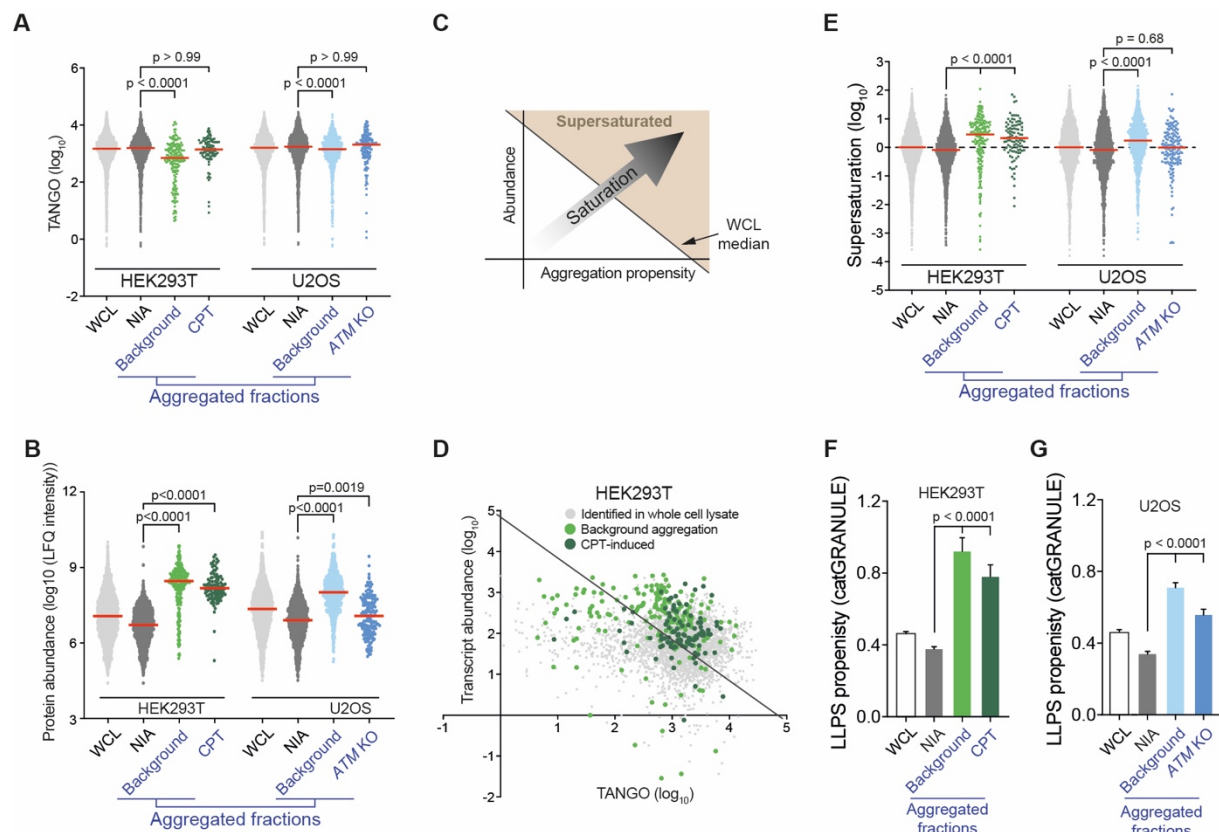 A
p > 0.99
p > 0.99
p < 0.0001
p < 0.0001
TANGO (log10)
6
4
2
0
-2
HEK293T
U2OS
WCL
NIA
Background
CPT
WCL
NIA
Background
ATM KO
Aggregated fractions
C
Supersaturated
Saturation
Abundance
WCL
median
Aggregation propensity
E
p = 0.68
p < 0.0001
p < 0.0001
Supersaturation (log10)
3
2
1
0
-1
-2
-3
-4
-5
HEK293T
U2OS
WCL
NIA
Background
CPT
WCL
NIA
Background
ATM KO
Aggregated fractions
B
Protein abundance (log10 (LFQ intensity))
12
9
6
3
p<0.0001
p<0.0001
p=0.0019
p<0.0001
HEK293T
U2OS
WCL
NIA
Background
CPT
WCL
NIA
Background
ATM KO
Aggregated fractions
D
HEK293T
Identified in whole cell lysate
Background aggregation
CPT-induced
Transcript abundance (log10)
5
4
3
2
1
-1
-2
-1
0
1
2
3
4
5
TANGO (log10)
F
HEK293T
p < 0.0001
LLPS propenisty (catGRANULE)
1.2
0.8
0.4
0.0
WCL
NIA
Background
CPT
Aggregated
fractions
G
U2OS
p < 0.0001
LLPS propenisty (catGRANULE)
1.2
0.8
0.4
0.0
WCL
NIA
Background
ATM KO
Aggregated
fractions